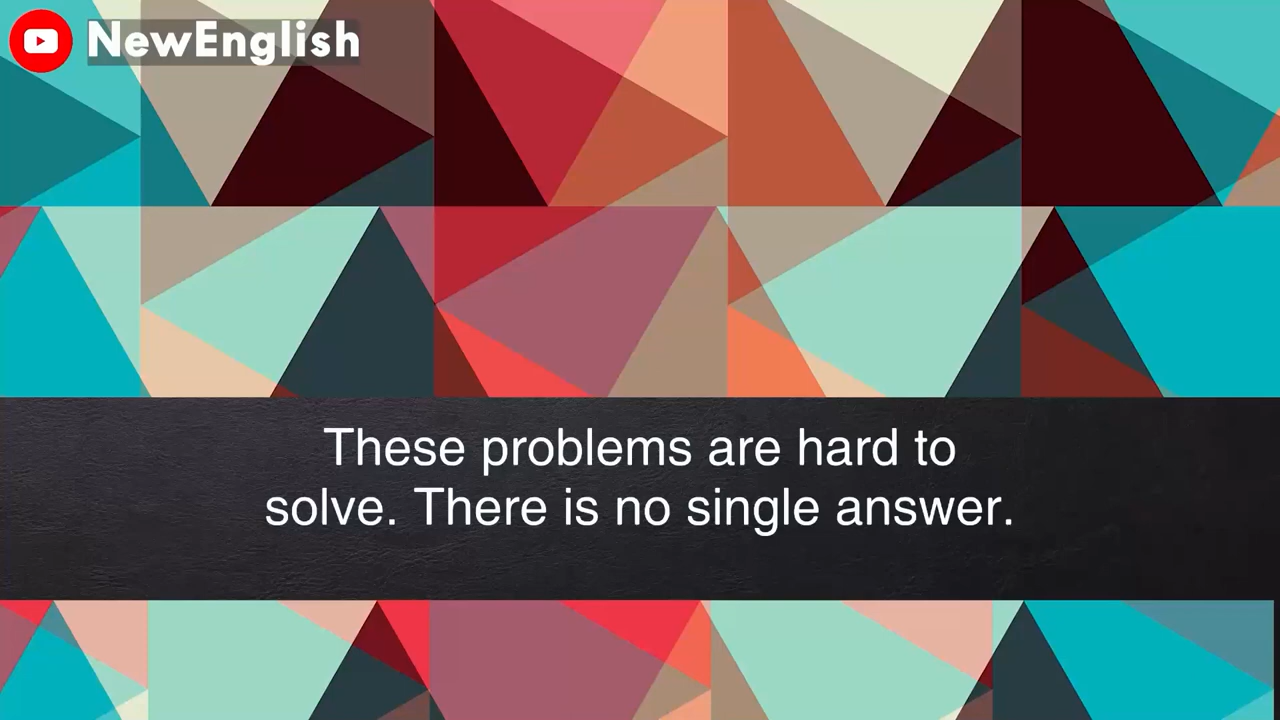 NewEnglish
These problems are hard to
solve. There is no single answer.